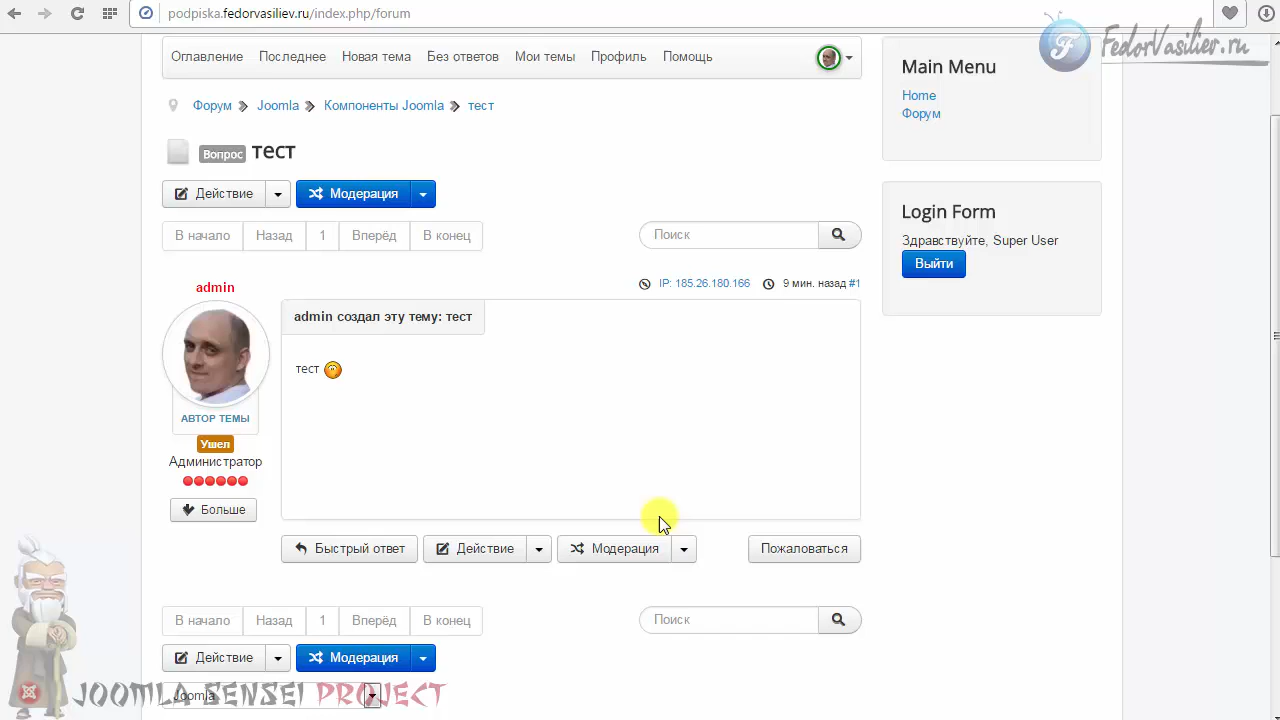 podpiska.fedorvasiliev.ru/index.php/forum
FedorVasilier.ru
Оглавление Последнее Новая тема Без ответов Мои темы Профиль Помощь
Main Menu
Home
Форум
Форум Joomla Компоненты Joomla тест
Вопрос тест
Действие Модерация
В начало Назад 1 Вперёд В конец Поиск
Login Form
Здравствуйте, Super User
Выйти
admin
IP: 185.26.180.166 9 мин. назад #1
admin создал эту тему: тест
тест
АВТОР ТЕМЫ
Ушел
Администратор
Больше
Быстрый ответ Действие Модерация Пожаловаться
В начало Назад 1 Вперёд В конец Поиск
Действие Модерация
Joomla
JOOMLA SENSEI PROJECT